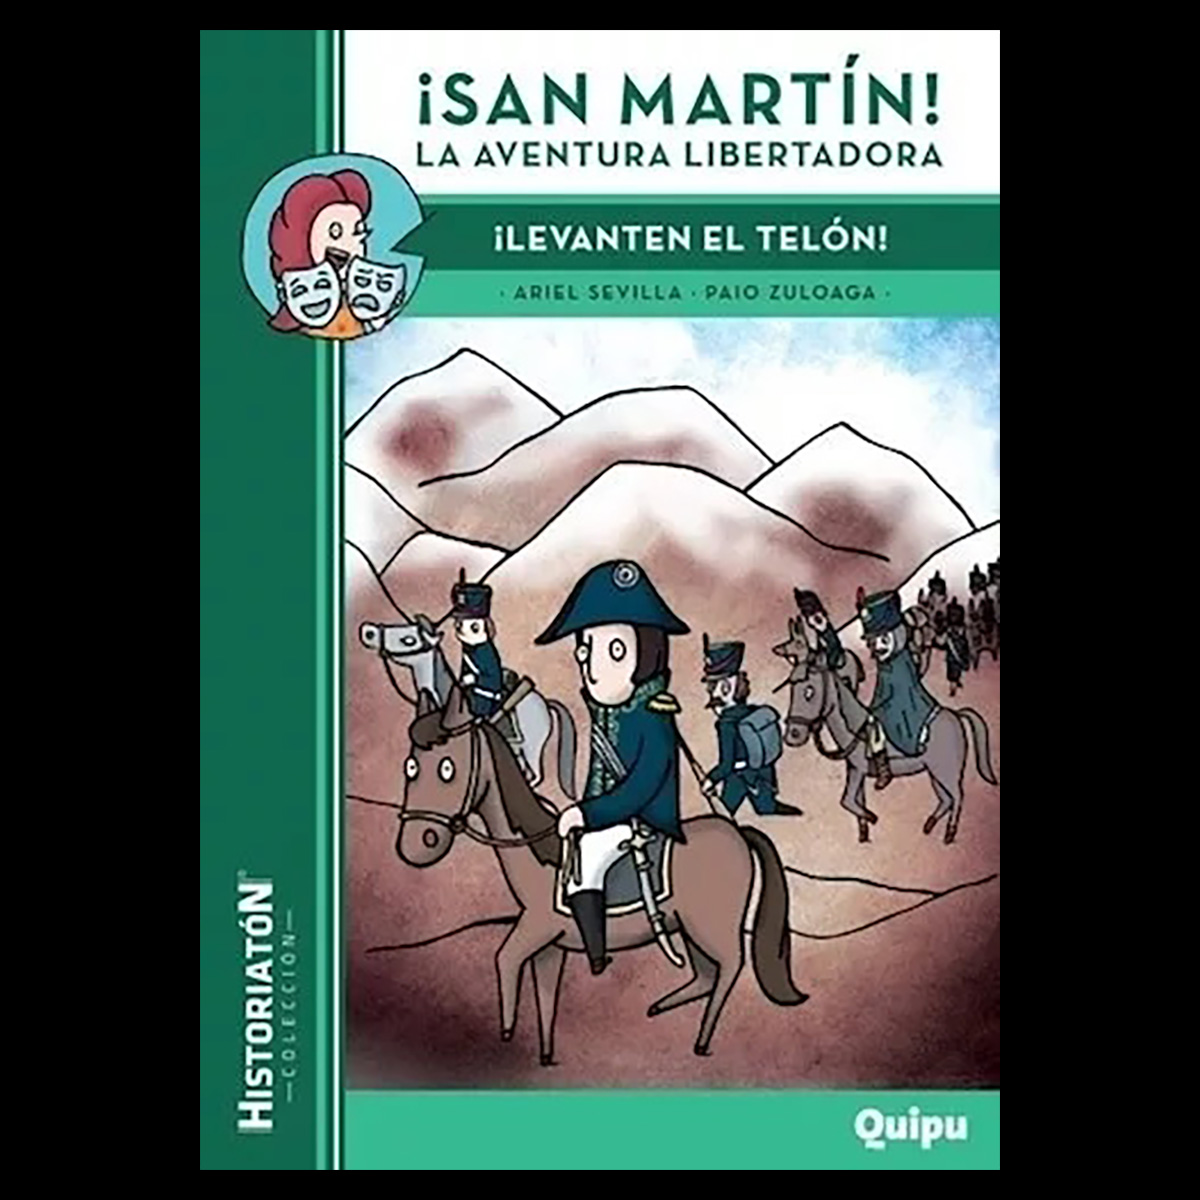 ¡SAN MARTÍN!
LA AVENTURA LIBERTADORA
¡LEVANTEN EL TELÓN!
· ARIEL SEVILLA · PAIO ZULOAGA ·
HISTORIATÓN®
—COLECCIÓN—
Quipu